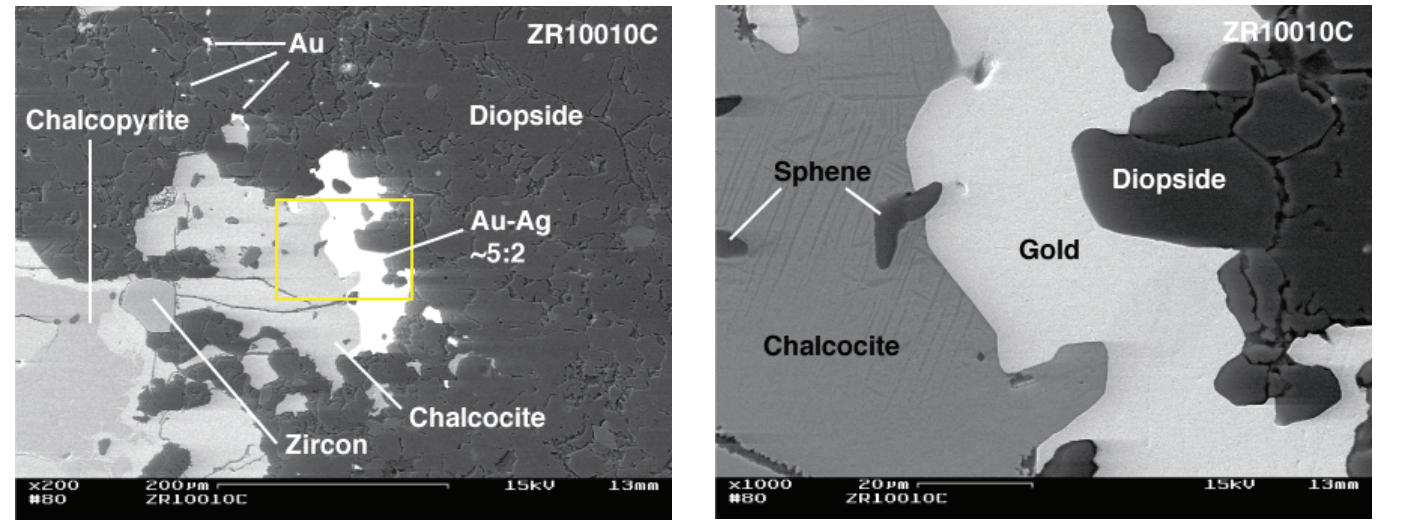 ZR10010C
Au
Chalcopyrite
Diopside
Au-Ag
~5:2
Chalcocite
Zircon
x200 200µm 15kV 13mm
#80 ZR10010C
ZR10010C
Sphene
Diopside
Gold
Chalcocite
x1000 20µm 15kV 13mm
#80 ZR10010C